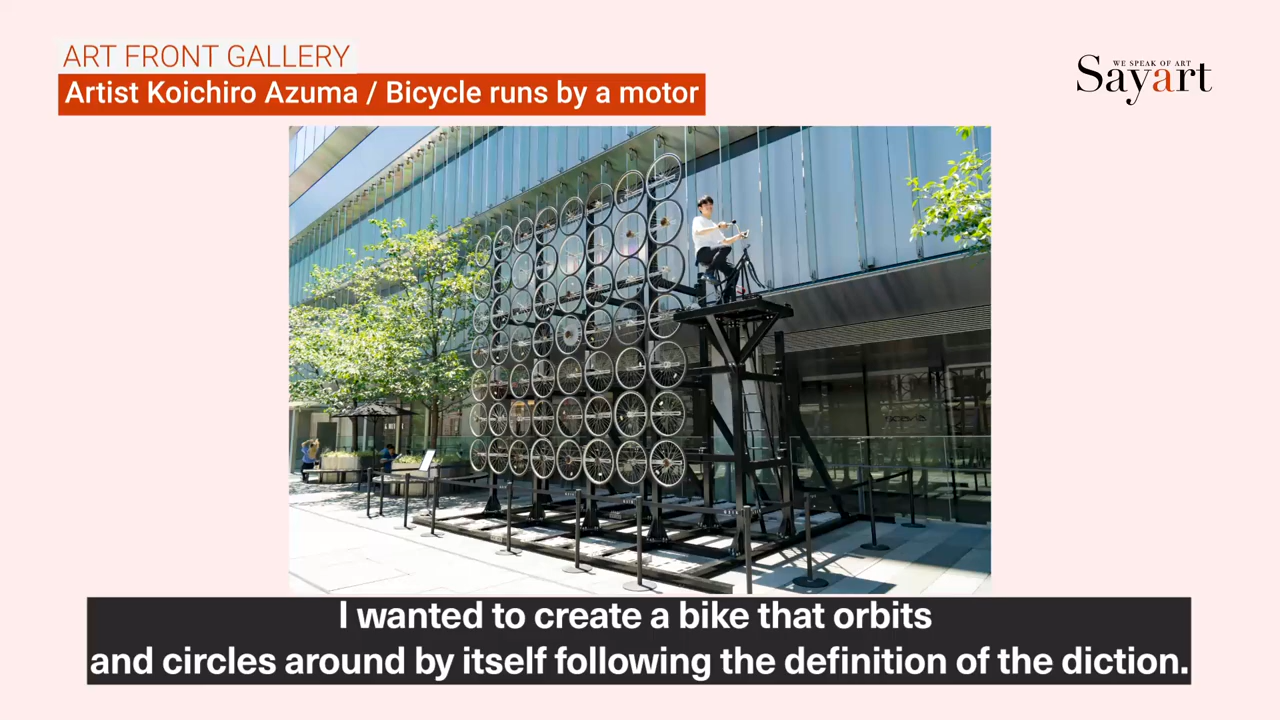 ART FRONT GALLERY
Artist Koichiro Azuma / Bicycle runs by a motor
WE SPEAK OF ART
Sayart
I wanted to create a bike that orbits
and circles around by itself following the definition of the diction.